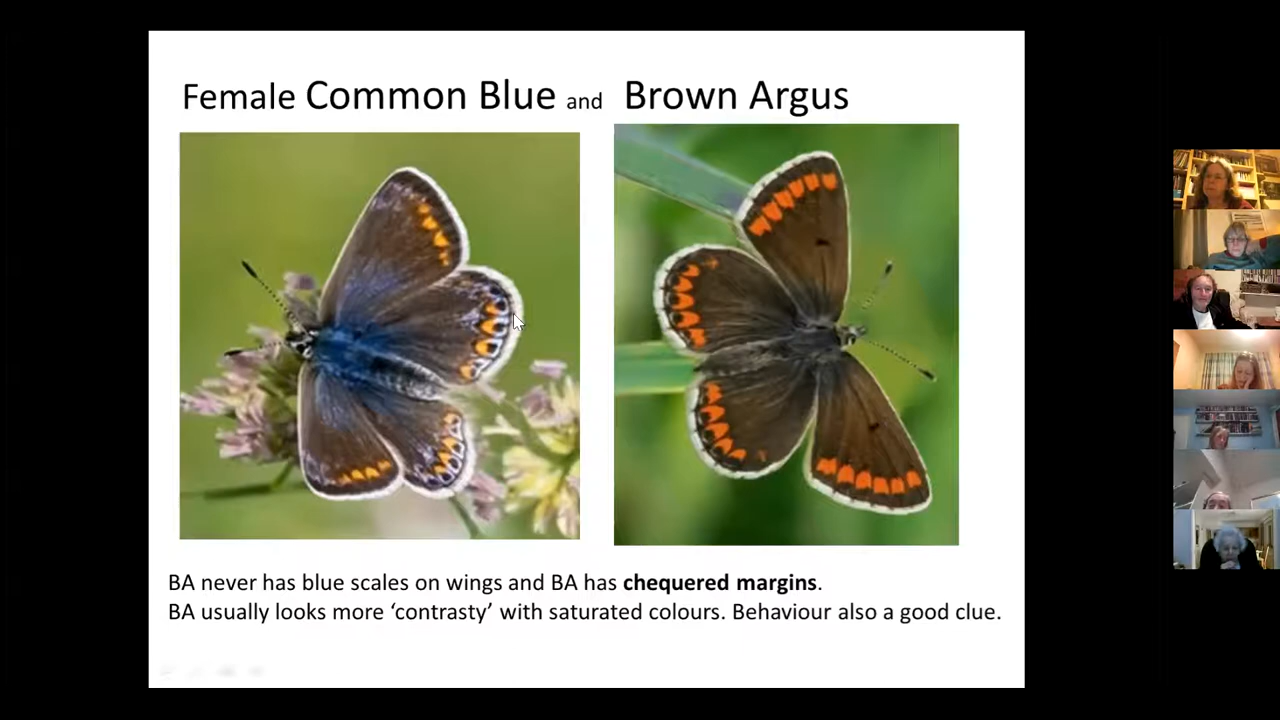 Female Common Blue and Brown Argus
BA never has blue scales on wings and BA has chequered margins.
BA usually looks more ‘contrasty’ with saturated colours. Behaviour also a good clue.